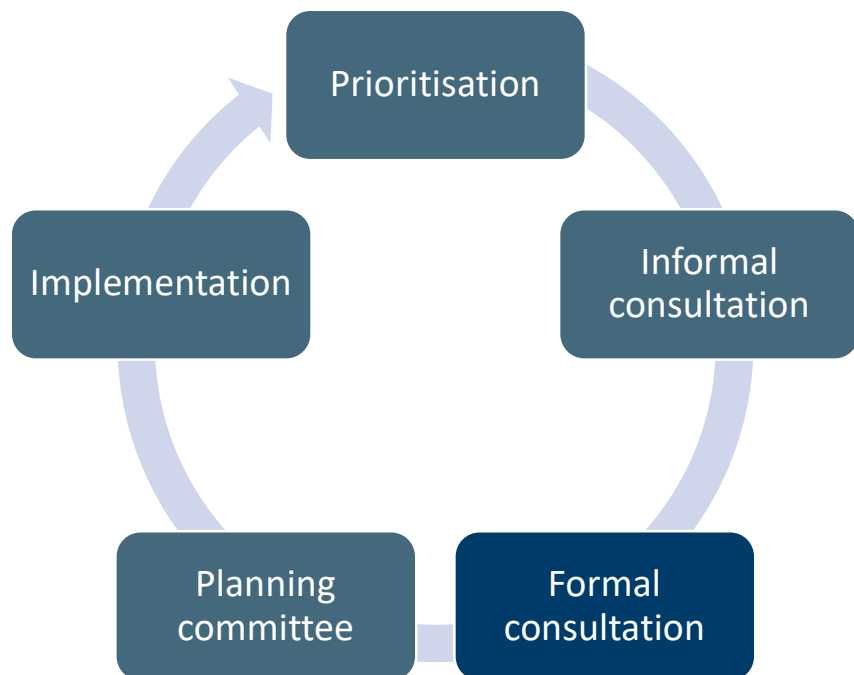 Prioritisation
Informal
consultation
Formal
consultation
Planning
committee
Implementation